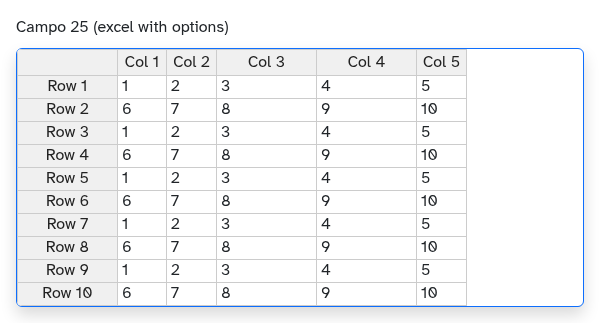 Campo 25 (excel with options)
Col 1 Col 2 Col 3 Col 4 Col 5
Row 1 1 2 3 4 5
Row 2 6 7 8 9 10
Row 3 1 2 3 4 5
Row 4 6 7 8 9 10
Row 5 1 2 3 4 5
Row 6 6 7 8 9 10
Row 7 1 2 3 4 5
Row 8 6 7 8 9 10
Row 9 1 2 3 4 5
Row 10 6 7 8 9 10